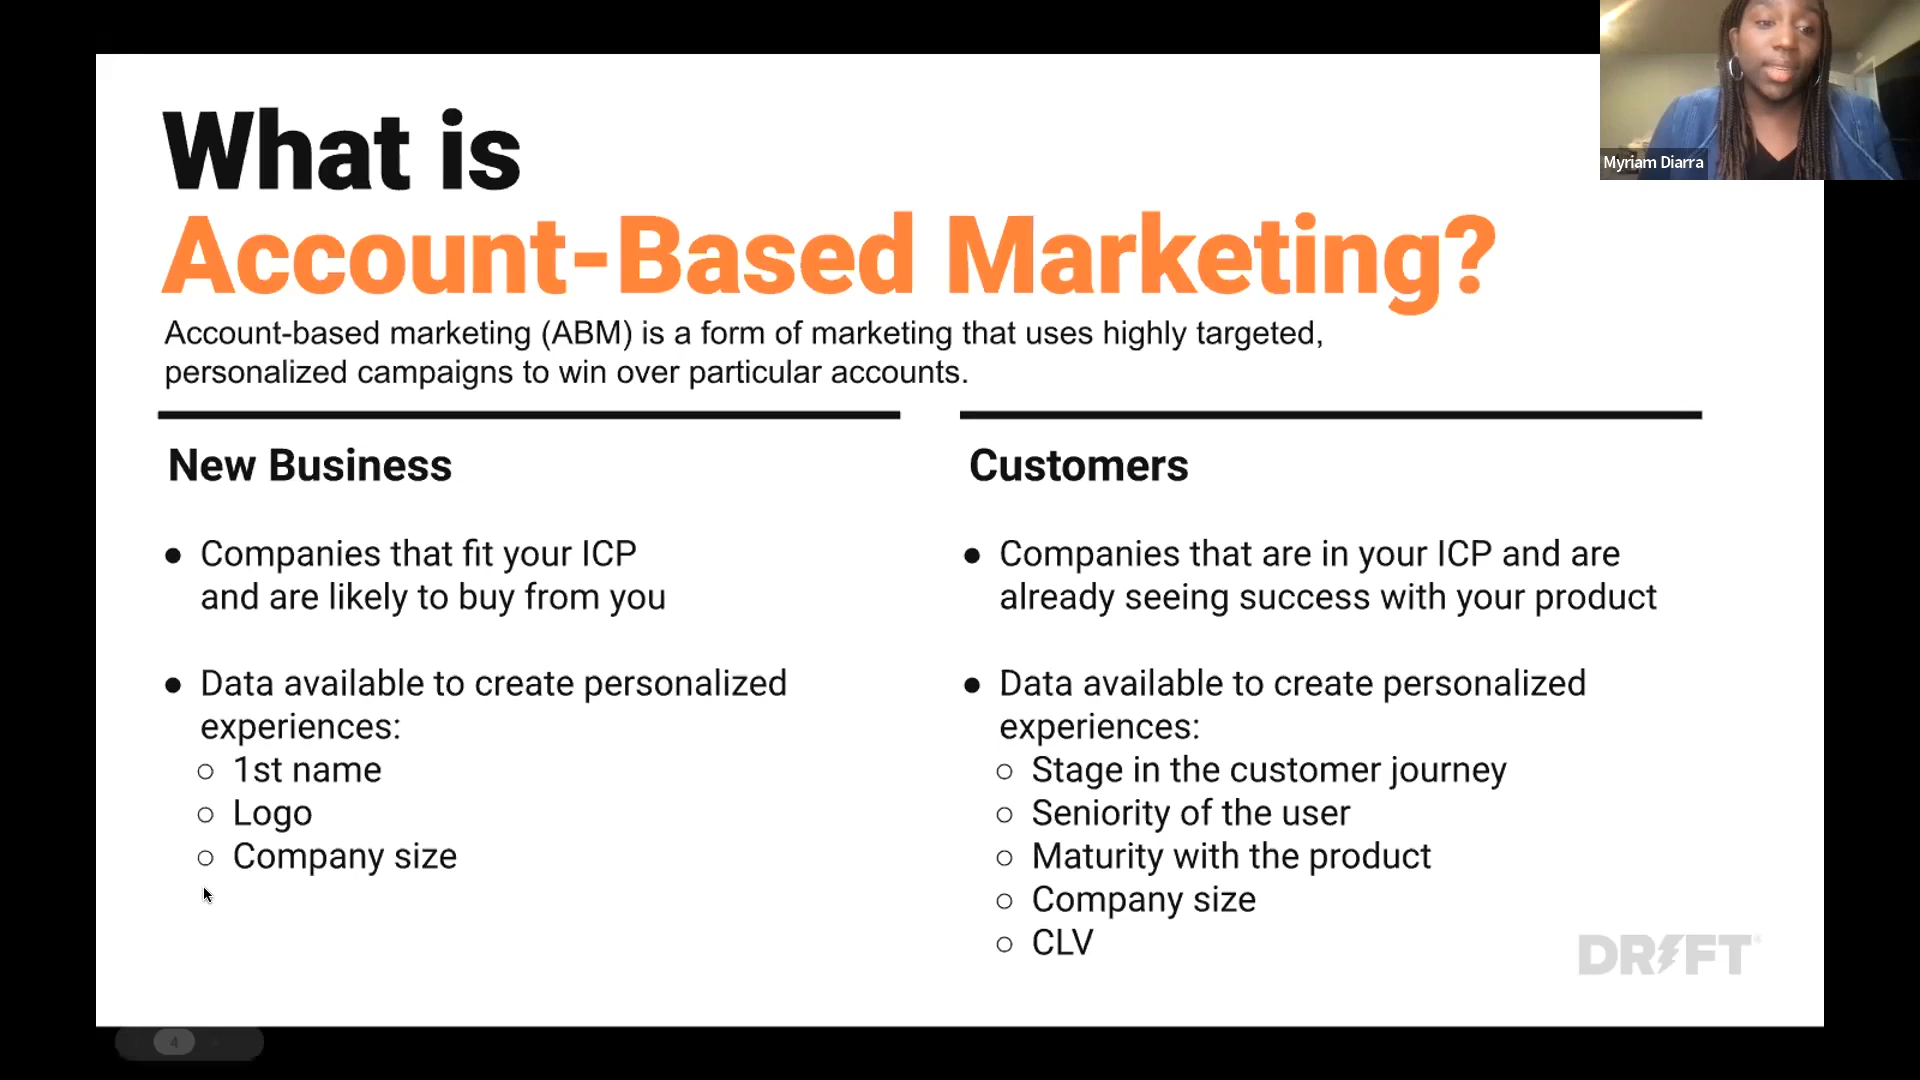 What is
Account-Based Marketing?
Account-based marketing (ABM) is a form of marketing that uses highly targeted,
personalized campaigns to win over particular accounts.
New Business
● Companies that fit your ICP
and are likely to buy from you
● Data available to create personalized
experiences:
○ 1st name
○ Logo
○ Company size
Customers
● Companies that are in your ICP and are
already seeing success with your product
● Data available to create personalized
experiences:
○ Stage in the customer journey
○ Seniority of the user
○ Maturity with the product
○ Company size
○ CLV
DRIFT®
Myriam Diarra
4